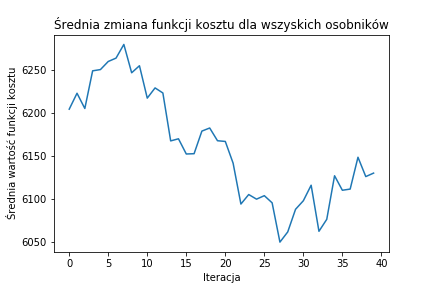 Średnia zmiana funkcji kosztu dla wszyskich osobników
Średnia wartość funkcji kosztu
6250
6200
6150
6100
6050
0 5 10 15 20 25 30 35 40
Iteracja